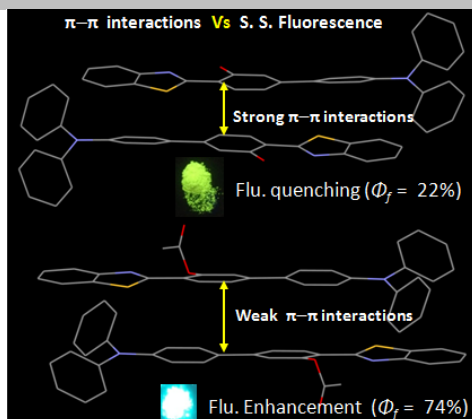 π–π interactions Vs S. S. Fluorescence
Strong π–π interactions
Flu. quenching (Φf = 22%)
Weak π–π interactions
Flu. Enhancement (Φf = 74%)